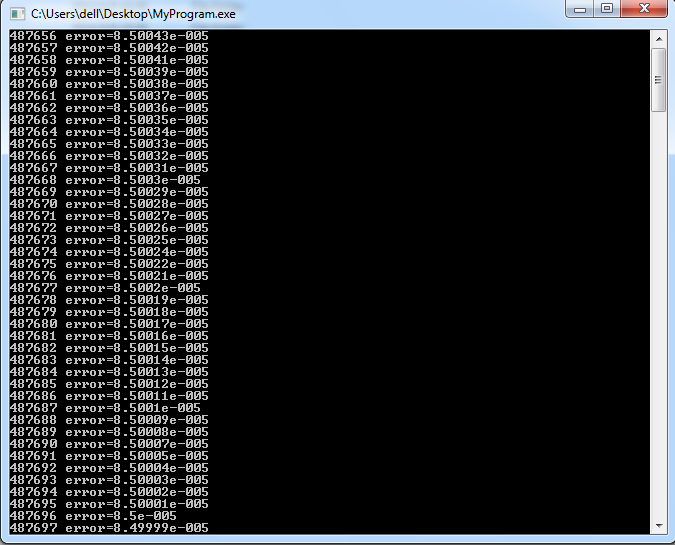 C:\Users\dell\Desktop\MyProgram.exe
487656 error=8.50043e-005
487657 error=8.50042e-005
487658 error=8.50041e-005
487659 error=8.50039e-005
487660 error=8.50038e-005
487661 error=8.50037e-005
487662 error=8.50036e-005
487663 error=8.50035e-005
487664 error=8.50034e-005
487665 error=8.50033e-005
487666 error=8.50032e-005
487667 error=8.50031e-005
487668 error=8.5003e-005
487669 error=8.50029e-005
487670 error=8.50028e-005
487671 error=8.50027e-005
487672 error=8.50026e-005
487673 error=8.50025e-005
487674 error=8.50024e-005
487675 error=8.50022e-005
487676 error=8.50021e-005
487677 error=8.5002e-005
487678 error=8.50019e-005
487679 error=8.50018e-005
487680 error=8.50017e-005
487681 error=8.50016e-005
487682 error=8.50015e-005
487683 error=8.50014e-005
487684 error=8.50013e-005
487685 error=8.50012e-005
487686 error=8.50011e-005
487687 error=8.5001e-005
487688 error=8.50009e-005
487689 error=8.50008e-005
487690 error=8.50007e-005
487691 error=8.50005e-005
487692 error=8.50004e-005
487693 error=8.50003e-005
487694 error=8.50002e-005
487695 error=8.50001e-005
487696 error=8.5e-005
487697 error=8.49999e-005